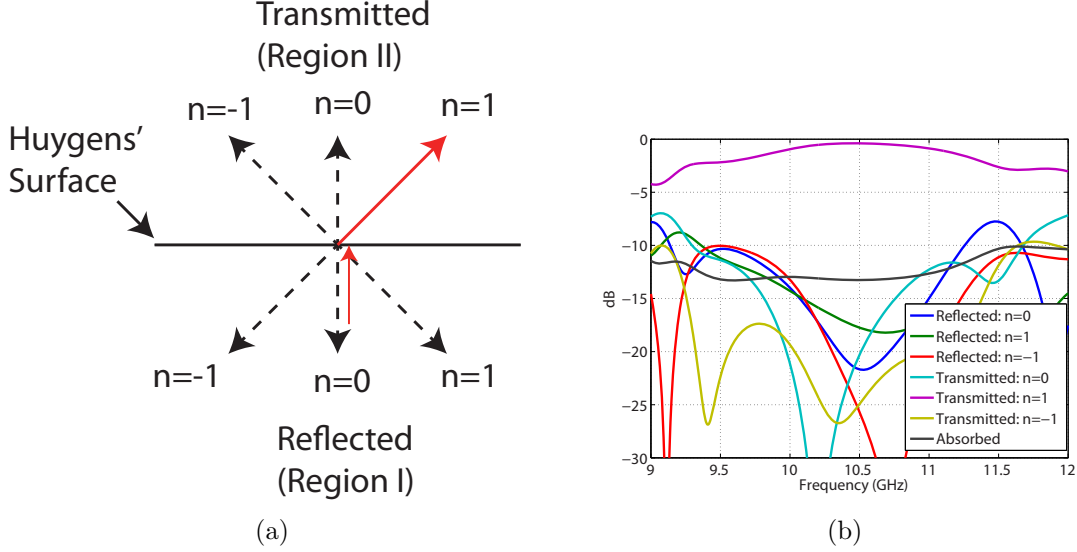 Transmitted
(Region II)
n=-1
n=0
n=1
Huygens'
Surface
n=-1
n=0
n=1
Reflected
(Region I)
(a)
0
−5
−10
−15
−20
−25
−30
dB
9
9.5
10
10.5
11
11.5
12
Frequency (GHz)
Reflected: n=0
Reflected: n=1
Reflected: n=−1
Transmitted: n=0
Transmitted: n=1
Transmitted: n=−1
Absorbed
(b)